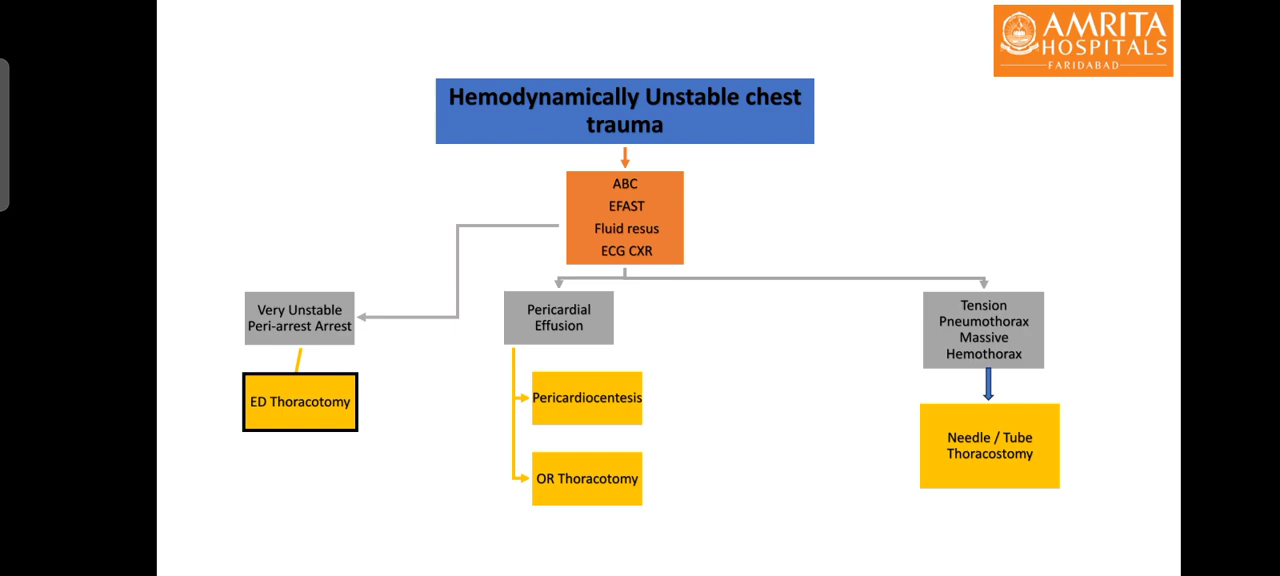 AMRITA
HOSPITALS
FARIDABAD
Hemodynamically Unstable chest
trauma
ABC
EFAST
Fluid resus
ECG CXR
Very Unstable
Peri-arrest Arrest
ED Thoracotomy
Pericardial
Effusion
Pericardiocentesis
OR Thoracotomy
Tension
Pneumothorax
Massive
Hemothorax
Needle / Tube
Thoracostomy